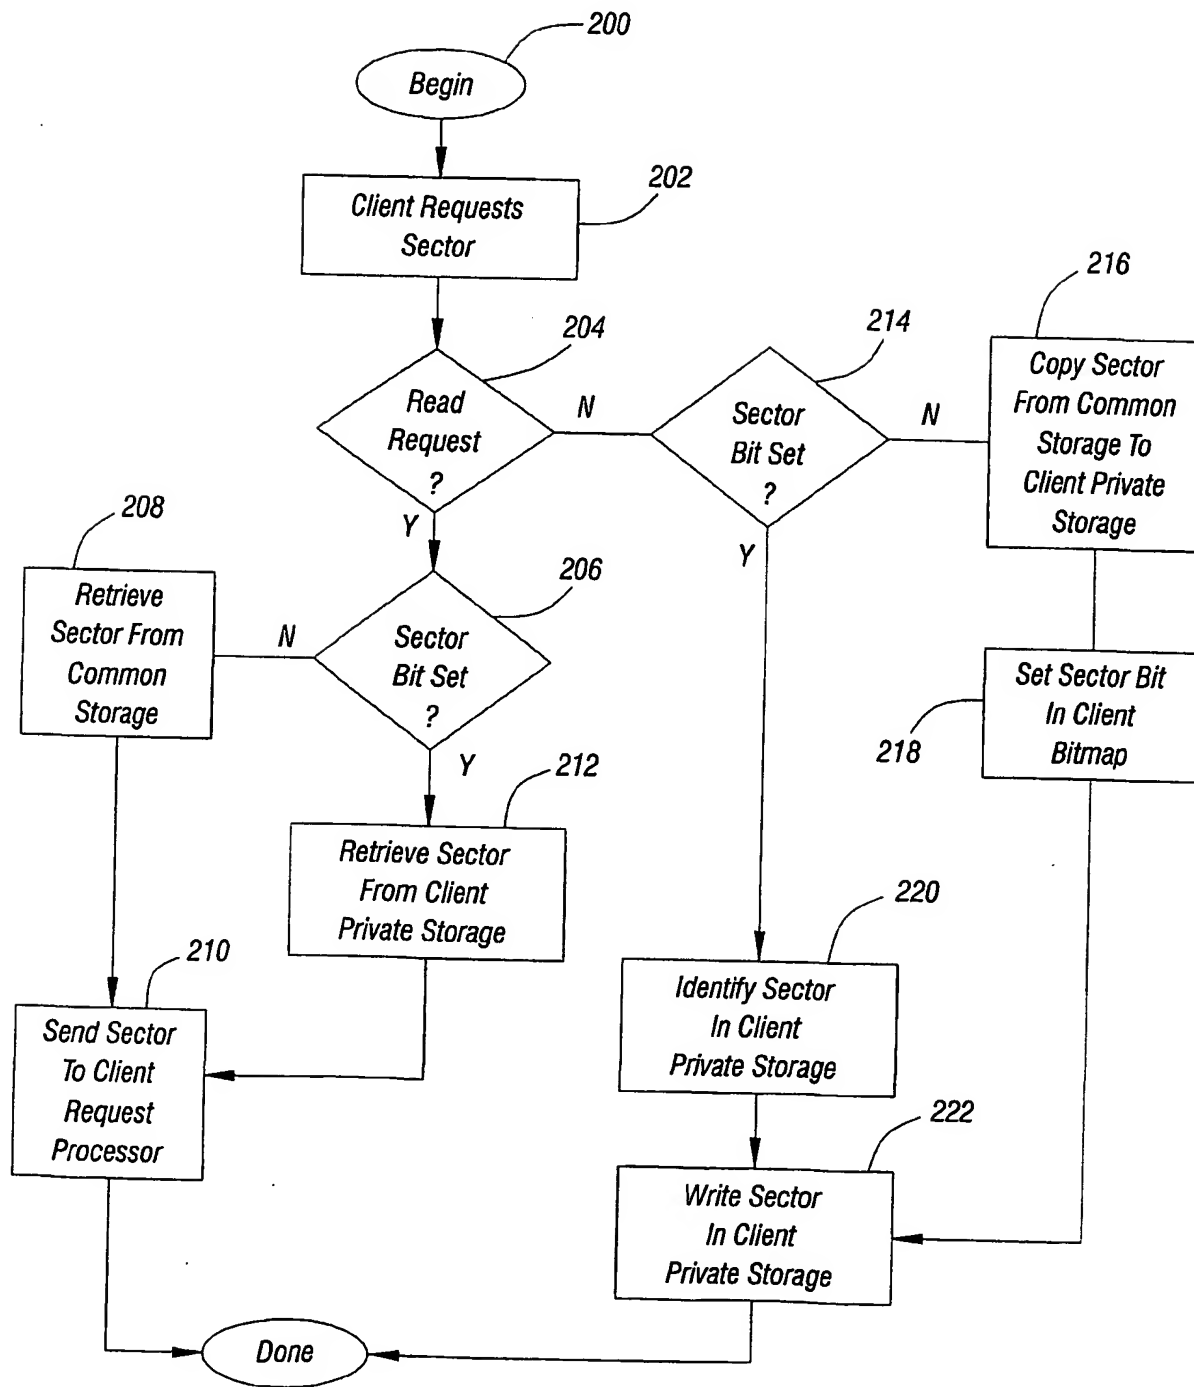 200
Begin
202
Client Requests
Sector
204
Read
Request
?
N
Y
214
Sector
Bit Set
?
N
Y
216
Copy Sector
From Common
Storage To
Client Private
Storage
208
Retrieve
Sector From
Common
Storage
206
Sector
Bit Set
?
N
Y
218
Set Sector Bit
In Client
Bitmap
212
Retrieve Sector
From Client
Private Storage
220
Identify Sector
In Client
Private Storage
210
Send Sector
To Client
Request
Processor
222
Write Sector
In Client
Private Storage
Done